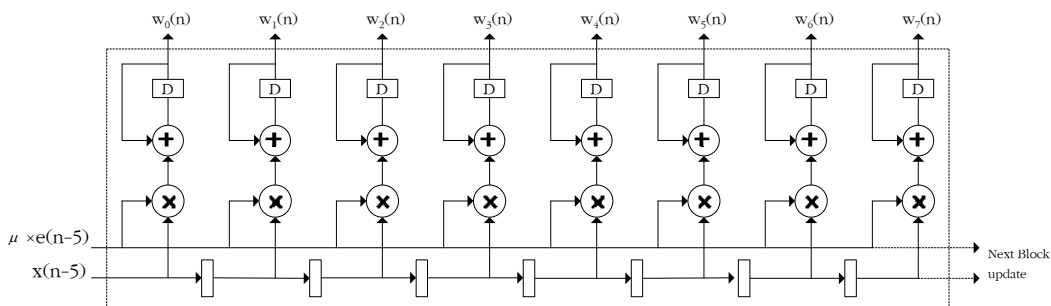 w₀(n) w₁(n) w₂(n) w₃(n) w₄(n) w₅(n) w₆(n) w₇(n)
D D D D D D D D
μ ×e(n-5)
x(n-5)
Next Block
update